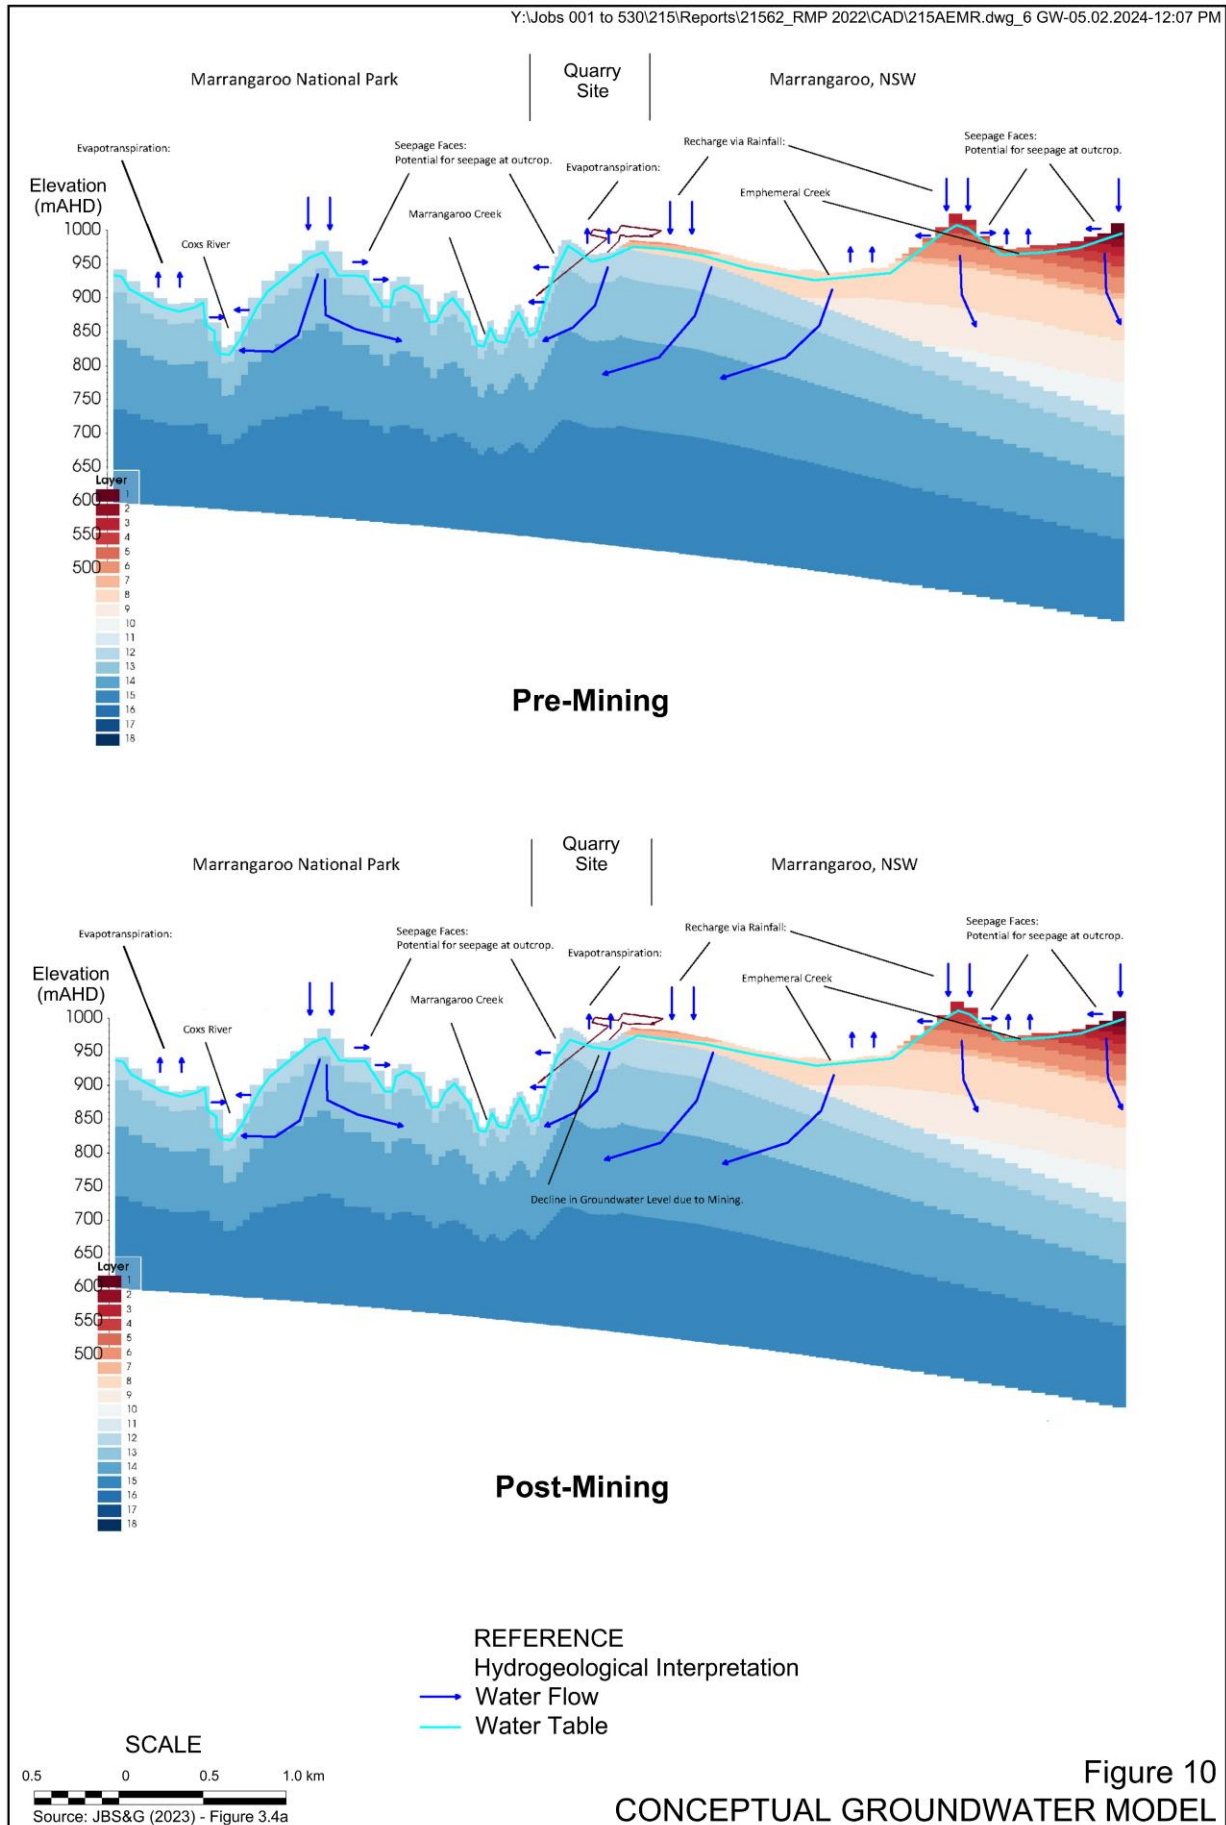 Y:\Jobs 001 to 530\215\Reports\21562_RMP 2022\CAD\215AEMR.dwg_6 GW-05.02.2024-12:07 PM
Marrangaroo National Park
Quarry
Site
Marrangaroo, NSW
Evapotranspiration:
Seepage Faces:
Potential for seepage at outcrop.
Evapotranspiration:
Recharge via Rainfall:
Seepage Faces:
Potential for seepage at outcrop.
Elevation
(mAHD)
Coxs River
Marrangaroo Creek
Emphemeral Creek
1000
950
900
850
800
750
700
650
600
550
500
Layer
1
2
3
4
5
6
7
8
9
10
11
12
13
14
15
16
17
18
Pre-Mining
Marrangaroo National Park
Quarry
Site
Marrangaroo, NSW
Evapotranspiration:
Seepage Faces:
Potential for seepage at outcrop.
Evapotranspiration:
Recharge via Rainfall:
Seepage Faces:
Potential for seepage at outcrop.
Elevation
(mAHD)
Coxs River
Marrangaroo Creek
Emphemeral Creek
1000
950
900
850
800
750
700
650
600
550
500
Decline in Groundwater Level due to Mining.
Layer
1
2
3
4
5
6
7
8
9
10
11
12
13
14
15
16
17
18
Post-Mining
REFERENCE
Hydrogeological Interpretation
Water Flow
Water Table
SCALE
0.5 0 0.5 1.0 km
Source: JBS&G (2023) - Figure 3.4a
Figure 10
CONCEPTUAL GROUNDWATER MODEL